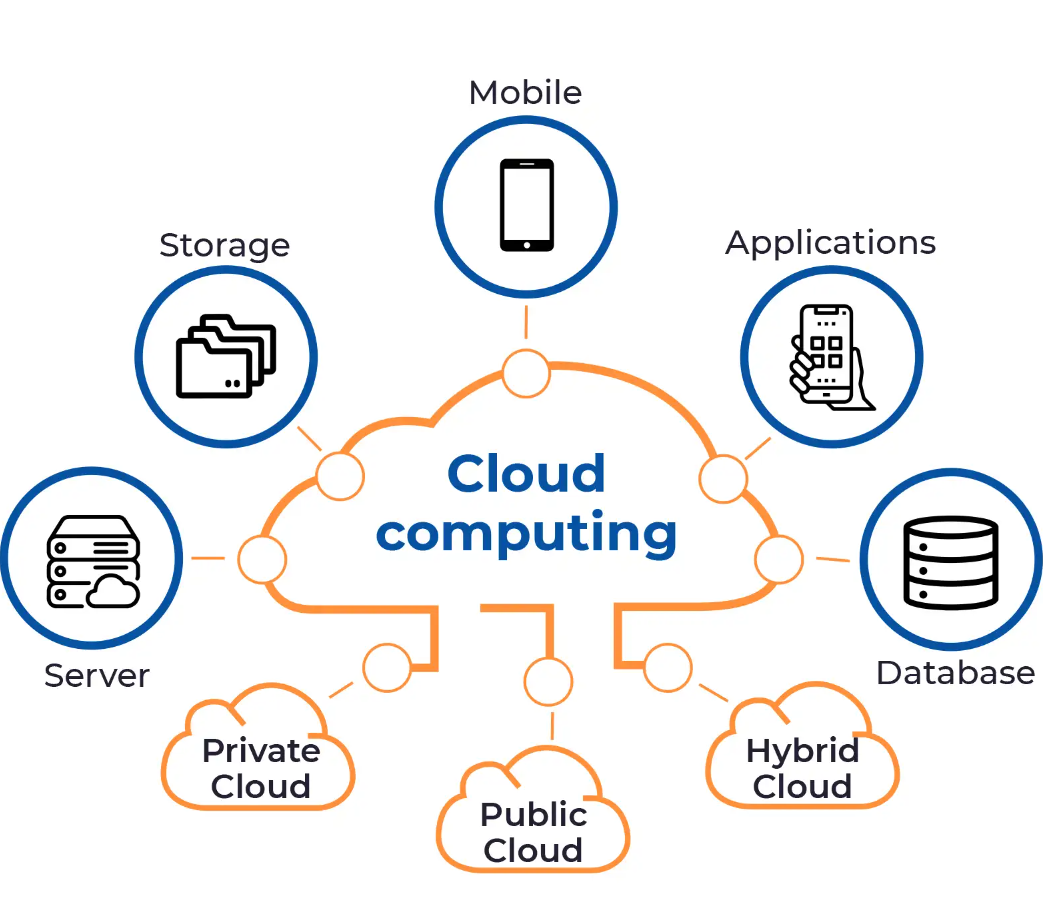 Mobile
Storage
Applications
Cloud
computing
Server
Database
Private
Cloud
Public
Cloud
Hybrid
Cloud